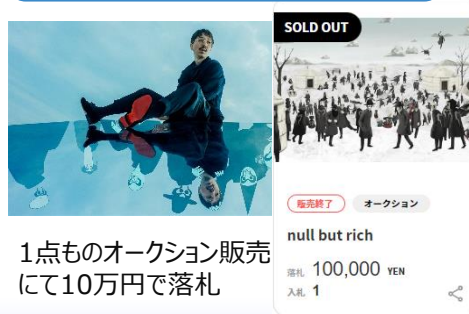 SOLD OUT
1点ものオークション販売
にて10万円で落札
販売終了 オークション
null but rich
落札 100,000 YEN
入札 1